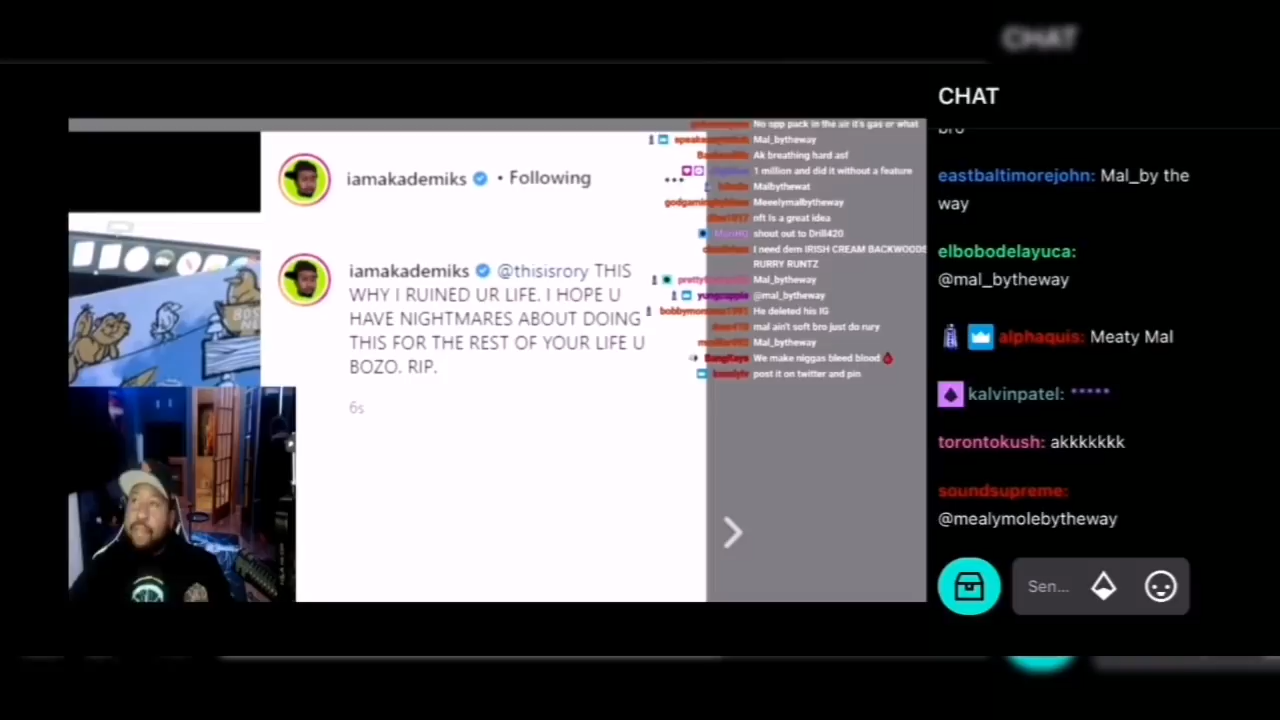 CHAT
CHAT
bro
eastbaltimorejohn: Mal_by the
way
elbobodelayuca:
@mal_bytheway
alphaquis: Meaty Mal
kalvinpatel: *****
torontokush: akkkkkkk
soundsupreme:
@mealymolebytheway
Sen...
iamakademiks • Following
iamakademiks @thisisrory THIS
WHY I RUINED UR LIFE. I HOPE U
HAVE NIGHTMARES ABOUT DOING
THIS FOR THE REST OF YOUR LIFE U
BOZO. RIP.
6s
No opp pack in the air it's gas or what
Mal_bytheway
Ak breathing hard asf
1 million and did it without a feature
Malbythewat
Meeelymalbytheway
nft Is a great idea
shout out to Drill420
I need dem IRISH CREAM BACKWOODS
RURRY RUNTZ
Mal_bytheway
@mal_bytheway
He deleted his IG
mal ain't soft bro just do rury
Mal_bytheway
We make niggas bleed blood
post it on twitter and pin